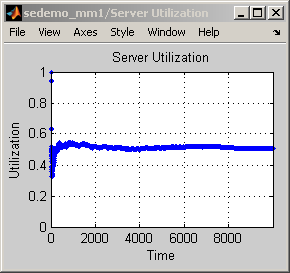 sedemo_mm1/Server Utilization
File View Axes Style Window Help
Server Utilization
1
0.8
0.6
0.4
0.2
0
Utilization
0 2000 4000 6000 8000
Time